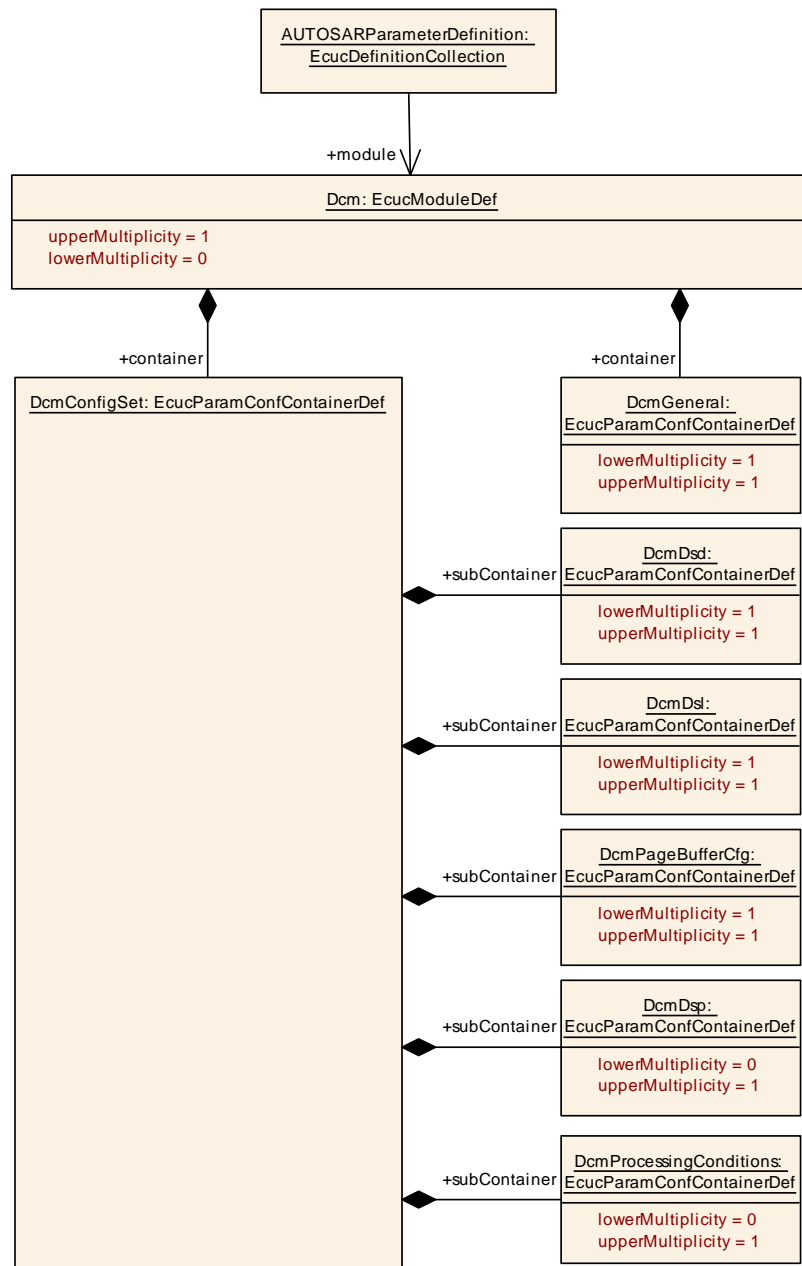 AUTOSARParameterDefinition:
EcucDefinitionCollection
+module
Dcm: EcucModuleDef
upperMultiplicity = 1
lowerMultiplicity = 0
+container
+container
DcmConfigSet: EcucParamConfContainerDef
DcmGeneral:
EcucParamConfContainerDef
lowerMultiplicity = 1
upperMultiplicity = 1
+subContainer
DcmDsd:
EcucParamConfContainerDef
lowerMultiplicity = 1
upperMultiplicity = 1
+subContainer
DcmDsl:
EcucParamConfContainerDef
lowerMultiplicity = 1
upperMultiplicity = 1
+subContainer
DcmPageBufferCfg:
EcucParamConfContainerDef
lowerMultiplicity = 1
upperMultiplicity = 1
+subContainer
DcmDsp:
EcucParamConfContainerDef
lowerMultiplicity = 0
upperMultiplicity = 1
+subContainer
DcmProcessingConditions:
EcucParamConfContainerDef
lowerMultiplicity = 0
upperMultiplicity = 1